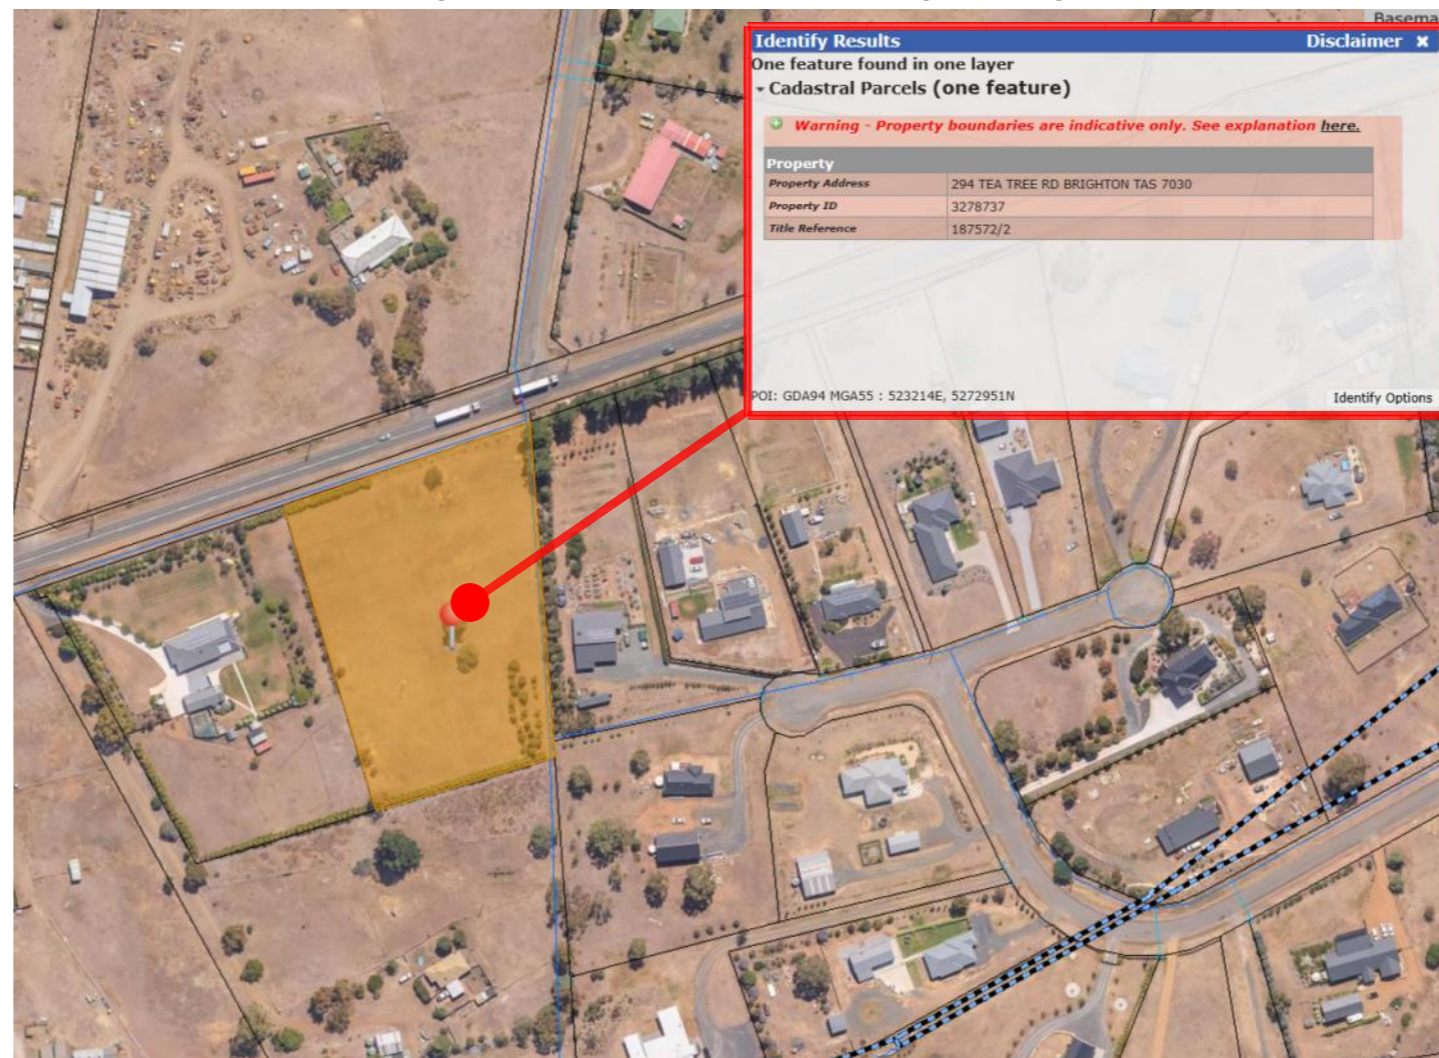 Basema
Identify Results Disclaimer ×
One feature found in one layer
Cadastral Parcels (one feature)
Warning - Property boundaries are indicative only. See explanation here.
Property
Property Address 294 TEA TREE RD BRIGHTON TAS 7030
Property ID 3278737
Title Reference 187572/2
POI: GDA94 MGA55 : 523214E, 5272951N Identify Options